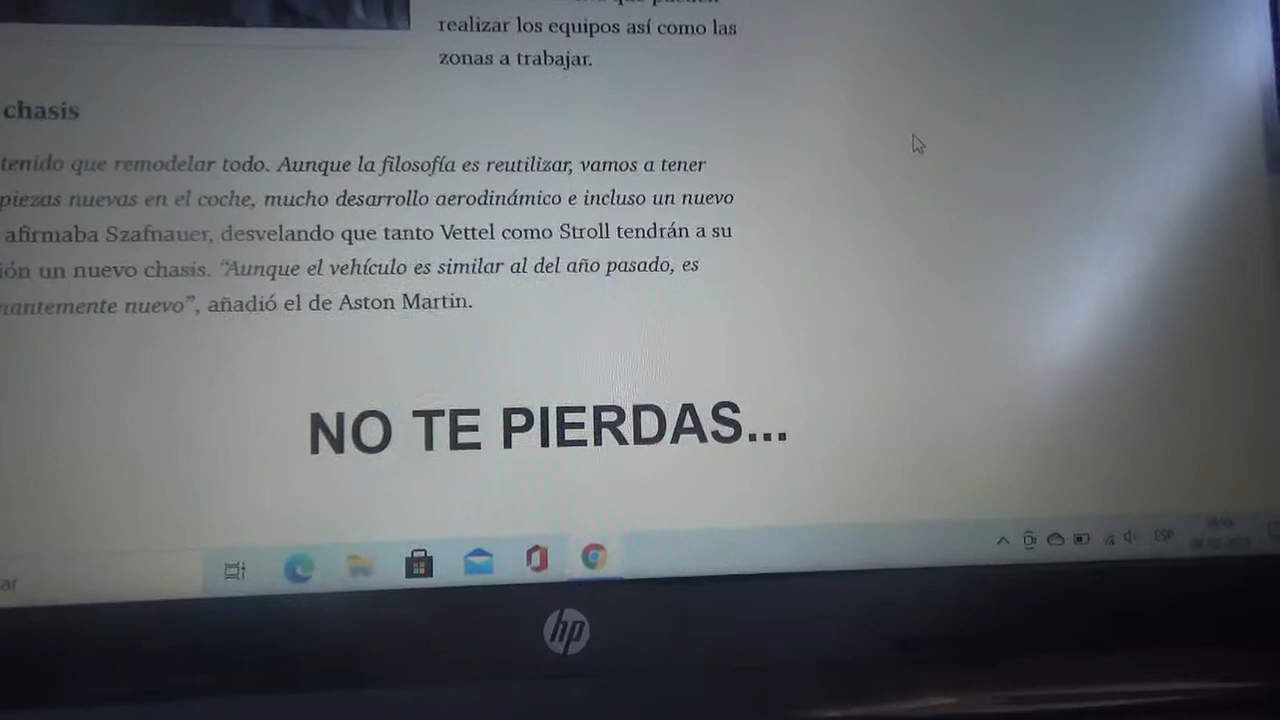 realizar los equipos así como las
zonas a trabajar.
chasis
tenido que remodelar todo. Aunque la filosofía es reutilizar, vamos a tener
piezas nuevas en el coche, mucho desarrollo aerodinámico e incluso un nuevo
afirmaba Szafnauer, desvelando que tanto Vettel como Stroll tendrán a su
ión un nuevo chasis. “Aunque el vehículo es similar al del año pasado, es
mantemente nuevo”, añadió el de Aston Martin.
NO TE PIERDAS...
ar
ESP
hp